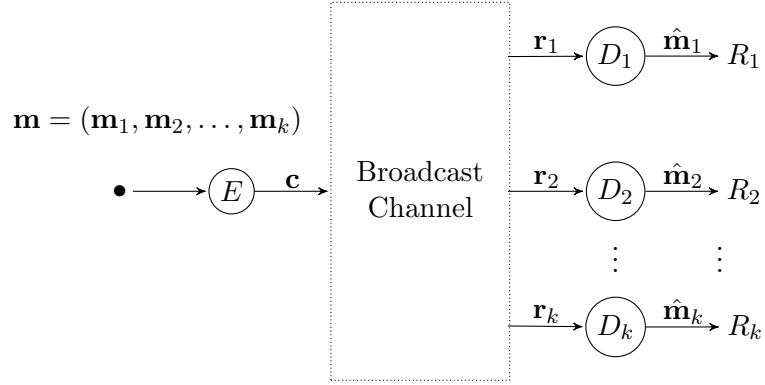 r₁ D₁ m̂₁ R₁
m = (m₁, m₂, . . . , mₖ)
E c Broadcast Channel r₂ D₂ m̂₂ R₂
⋮ ⋮
rₖ Dₖ m̂ₖ Rₖ